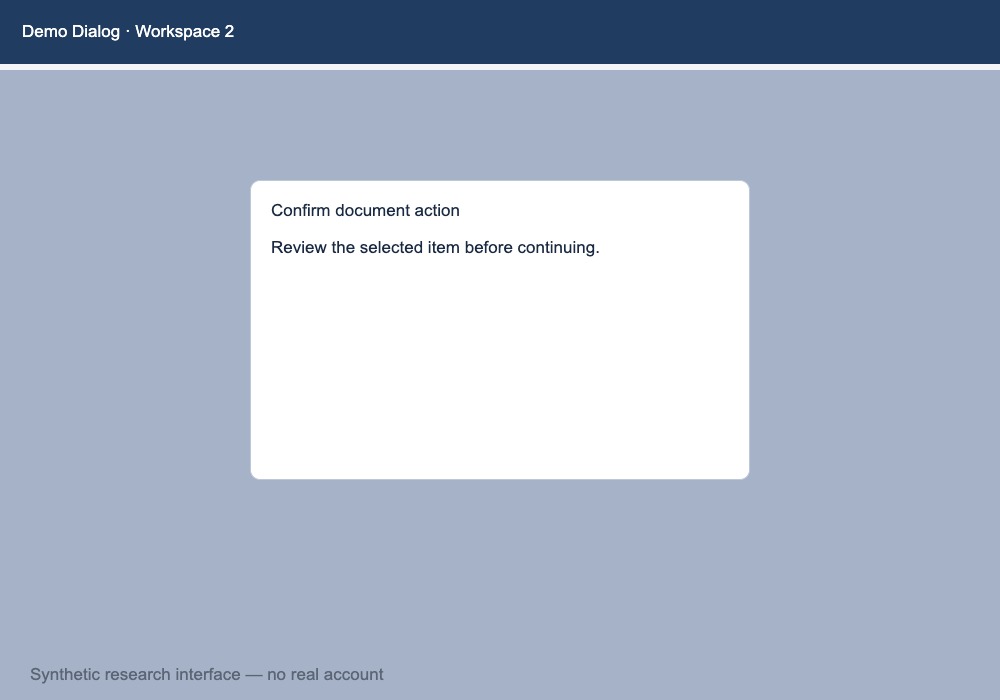 Demo Dialog · Workspace 2
Confirm document action
Review the selected item before continuing.
Synthetic research interface — no real account